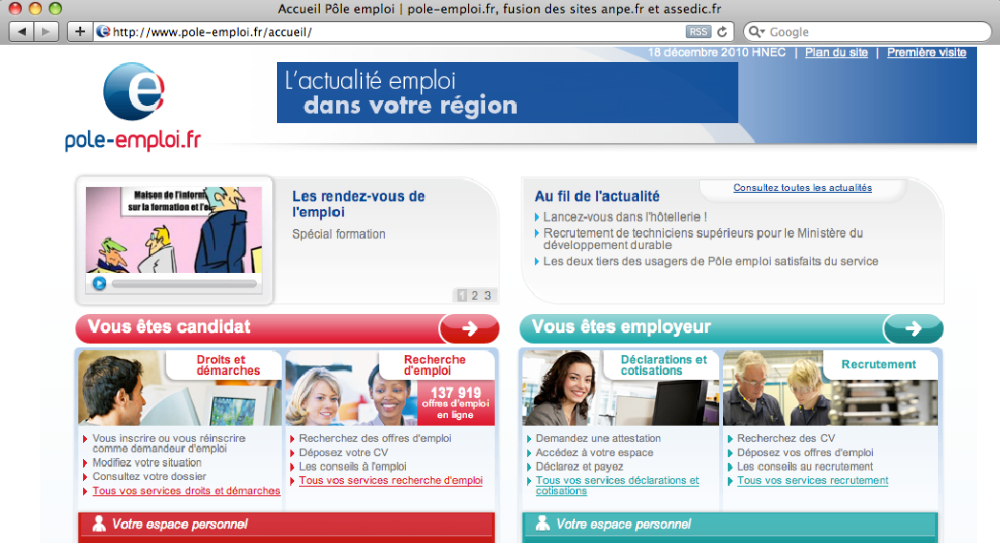 Accueil Pôle emploi | pole-emploi.fr, fusion des sites anpe.fr et assedic.fr
http://www.pole-emploi.fr/accueil/
RSS
Google
18 décembre 2010 HNEC | Plan du site | Première visite
L'actualité emploi
dans votre région
pole-emploi.fr
Maison de l'inform
sur la formation et l'
Les rendez-vous de
l'emploi
Spécial formation
1 2 3
Au fil de l'actualité
Consultez toutes les actualités
Lancez-vous dans l'hôtellerie !
Recrutement de techniciens supérieurs pour le Ministère du
développement durable
Les deux tiers des usagers de Pôle emploi satisfaits du service
Vous êtes candidat
Droits et
démarches
Vous inscrire ou vous réinscrire
comme demandeur d'emploi
Modifiez votre situation
Consultez votre dossier
Tous vos services droits et démarches
Recherche
d'emploi
137 919
offres d'emploi
en ligne
Recherchez des offres d'emploi
Déposez votre CV
Les conseils à l'emploi
Tous vos services recherche d'emploi
Votre espace personnel
Vous êtes employeur
Déclarations et
cotisations
Demandez une attestation
Accédez à votre espace
Déclarez et payez
Tous vos services déclarations et
cotisations
Recrutement
Recherchez des CV
Déposez vos offres d'emploi
Les conseils au recrutement
Tous vos services recrutement
Votre espace personnel